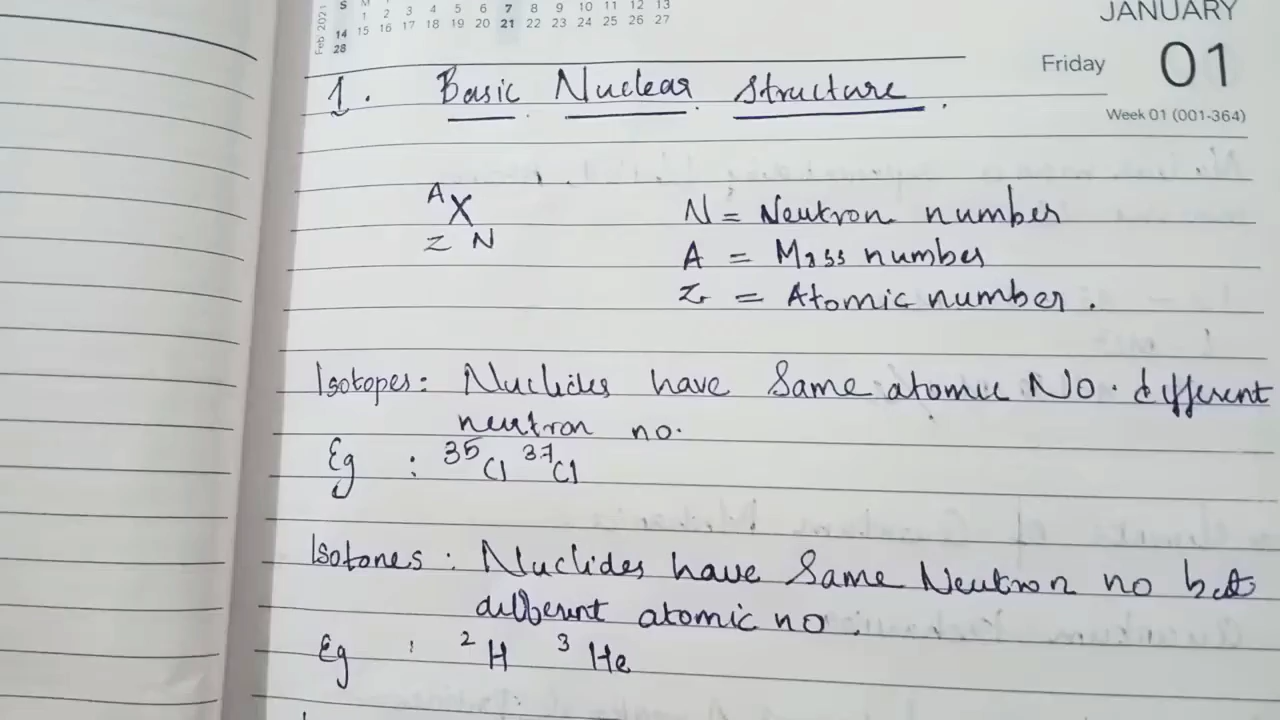 Feb 2021
S M
1 2 3 4 5 6 7 8 9 10 11 12 13
14 15 16 17 18 19 20 21 22 23 24 25 26 27
28
JANUARY
Friday 01
Week 01 (001-364)
1. Basic Nuclear Structure.
A X
Z N
N = Neutron number
A = Mass number
Z = Atomic number.
Isotopes: Nuclides have Same atomic No. different
neutron no.
Eg : 35Cl 37Cl
Isotones : Nuclides have Same Neutron no but
different atomic no.
Eg : 2H 3He